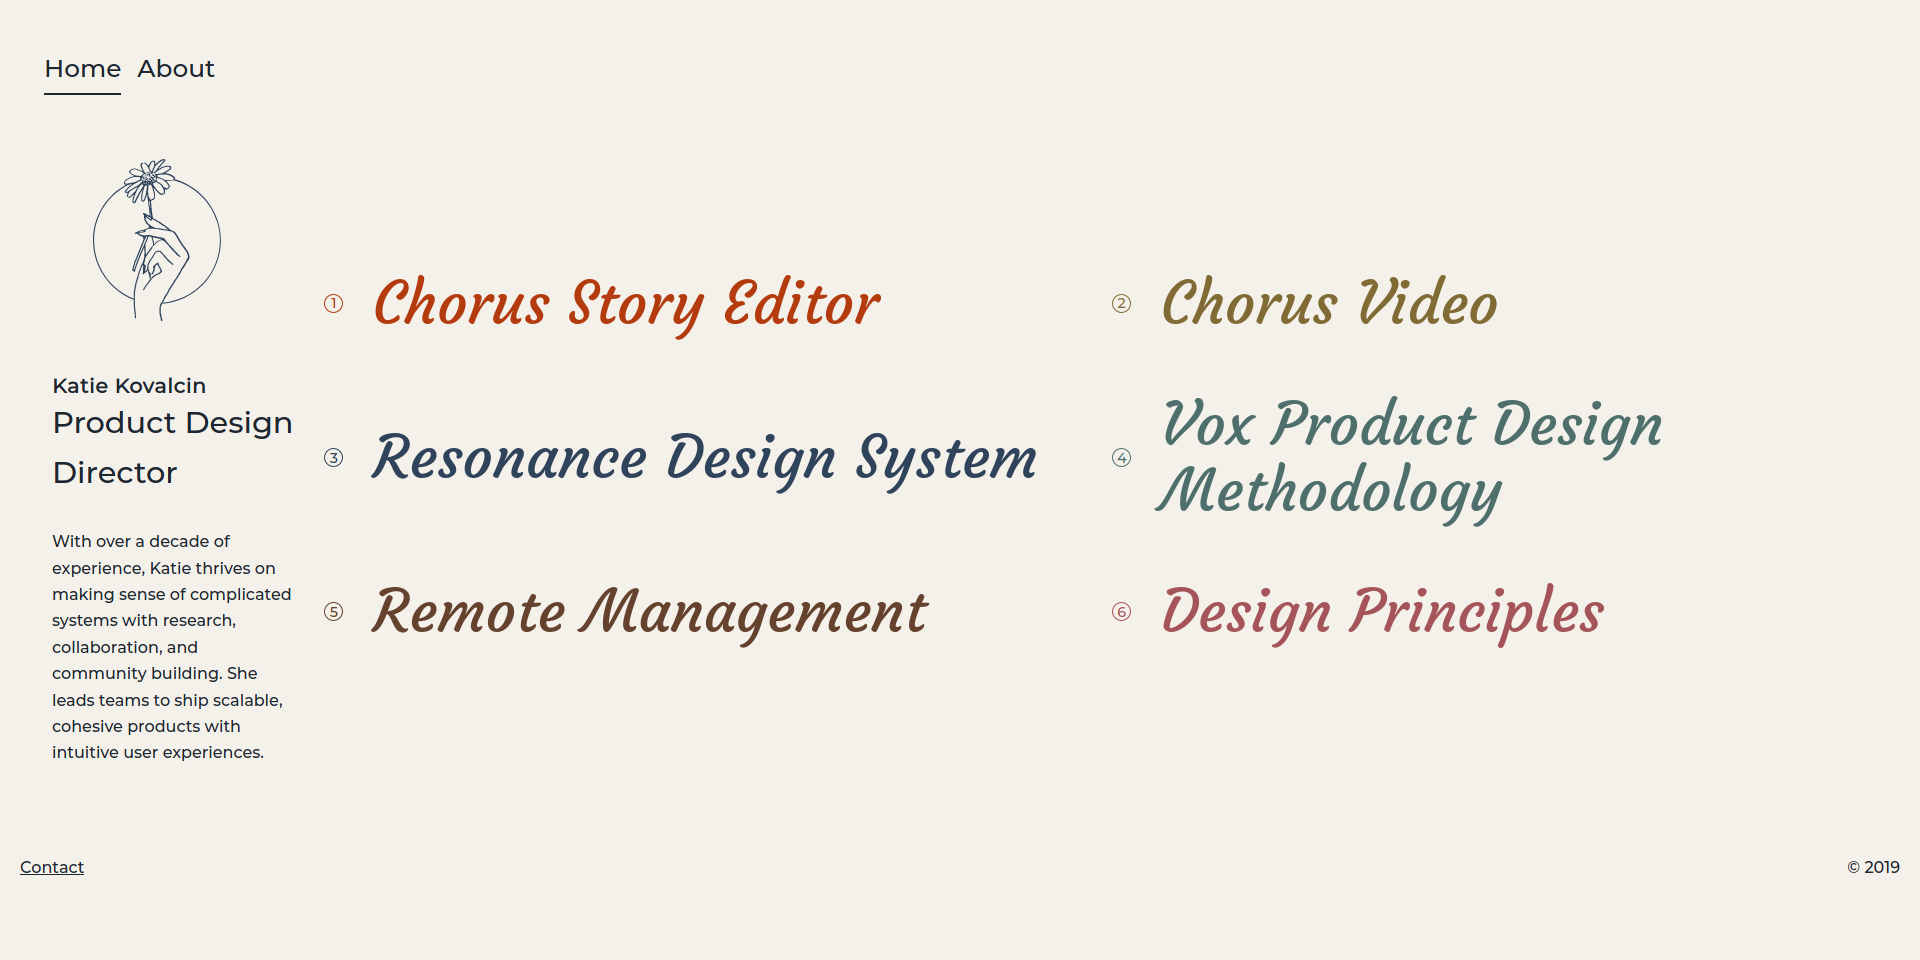 Home About
Katie Kovalcin
Product Design
Director
With over a decade of
experience, Katie thrives on
making sense of complicated
systems with research,
collaboration, and
community building. She
leads teams to ship scalable,
cohesive products with
intuitive user experiences.
① Chorus Story Editor
② Chorus Video
③ Resonance Design System
④ Vox Product Design
Methodology
⑤ Remote Management
⑥ Design Principles
Contact
© 2019